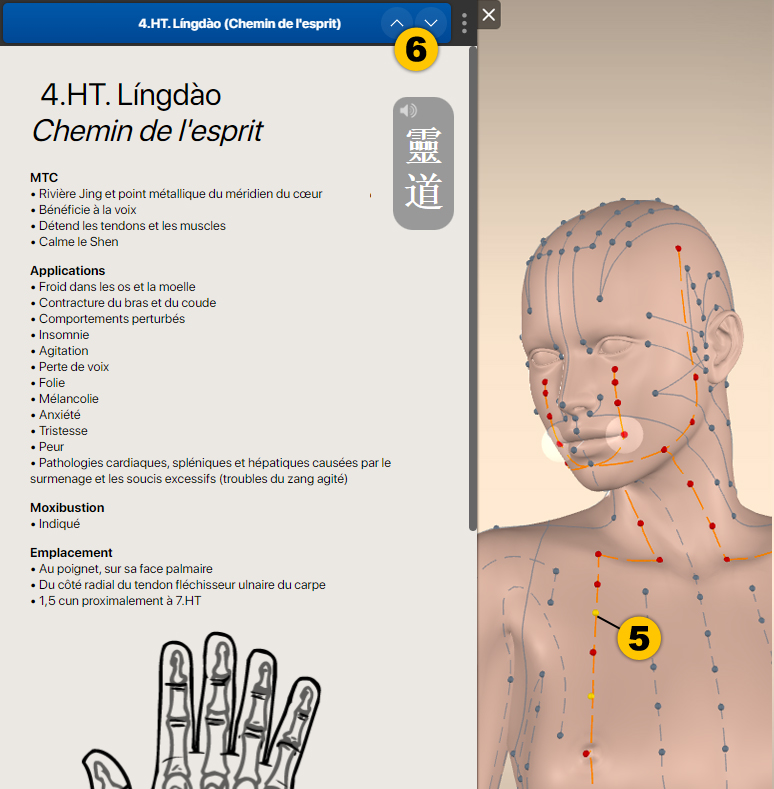 4.HT. Língdào (Chemin de l'esprit)
6
4.HT. Língdào
Chemin de l'esprit
靈
道
MTC
• Rivière Jing et point métallique du méridien du cœur
• Bénéficie à la voix
• Détend les tendons et les muscles
• Calme le Shen
Applications
• Froid dans les os et la moelle
• Contracture du bras et du coude
• Comportements perturbés
• Insomnie
• Agitation
• Perte de voix
• Folie
• Mélancolie
• Anxiété
• Tristesse
• Peur
• Pathologies cardiaques, spléniques et hépatiques causées par le
surmenage et les soucis excessifs (troubles du zang agité)
Moxibustion
• Indiqué
Emplacement
• Au poignet, sur sa face palmaire
• Du côté radial du tendon fléchisseur ulnaire du carpe
• 1,5 cun proximalement à 7.HT
5